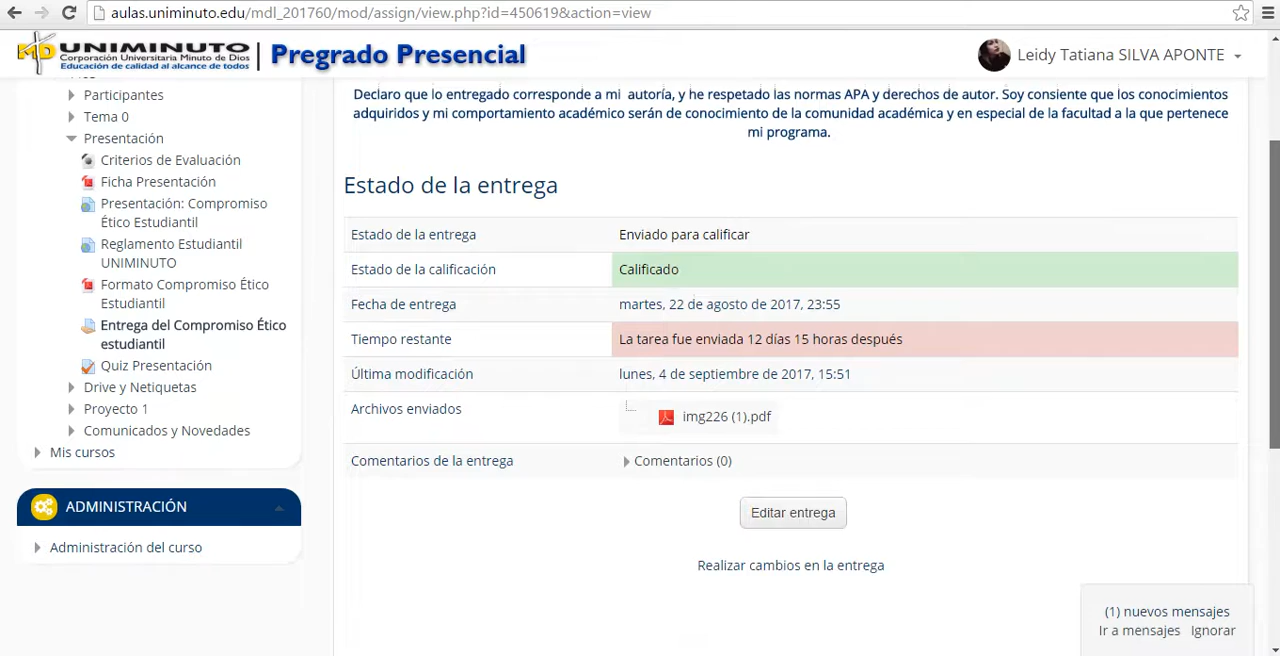 aulas.uniminuto.edu/mdl_201760/mod/assign/view.php?id=450619&action=view
UNIMINUTO
Corporación Universitaria Minuto de Dios
Educación de calidad al alcance de todos
Pregrado Presencial
Leidy Tatiana SILVA APONTE
Participantes
Tema 0
Presentación
Criterios de Evaluación
Ficha Presentación
Presentación: Compromiso
Ético Estudiantil
Reglamento Estudiantil
UNIMINUTO
Formato Compromiso Ético
Estudiantil
Entrega del Compromiso Ético
estudiantil
Quiz Presentación
Drive y Netiquetas
Proyecto 1
Comunicados y Novedades
Mis cursos
ADMINISTRACIÓN
Administración del curso
Declaro que lo entregado corresponde a mi autoría, y he respetado las normas APA y derechos de autor. Soy consiente que los conocimientos
adquiridos y mi comportamiento académico serán de conocimiento de la comunidad académica y en especial de la facultad a la que pertenece
mi programa.
Estado de la entrega
Estado de la entrega Enviado para calificar
Estado de la calificación Calificado
Fecha de entrega martes, 22 de agosto de 2017, 23:55
Tiempo restante La tarea fue enviada 12 días 15 horas después
Última modificación lunes, 4 de septiembre de 2017, 15:51
Archivos enviados img226 (1).pdf
Comentarios de la entrega Comentarios (0)
Editar entrega
Realizar cambios en la entrega
(1) nuevos mensajes
Ir a mensajes Ignorar